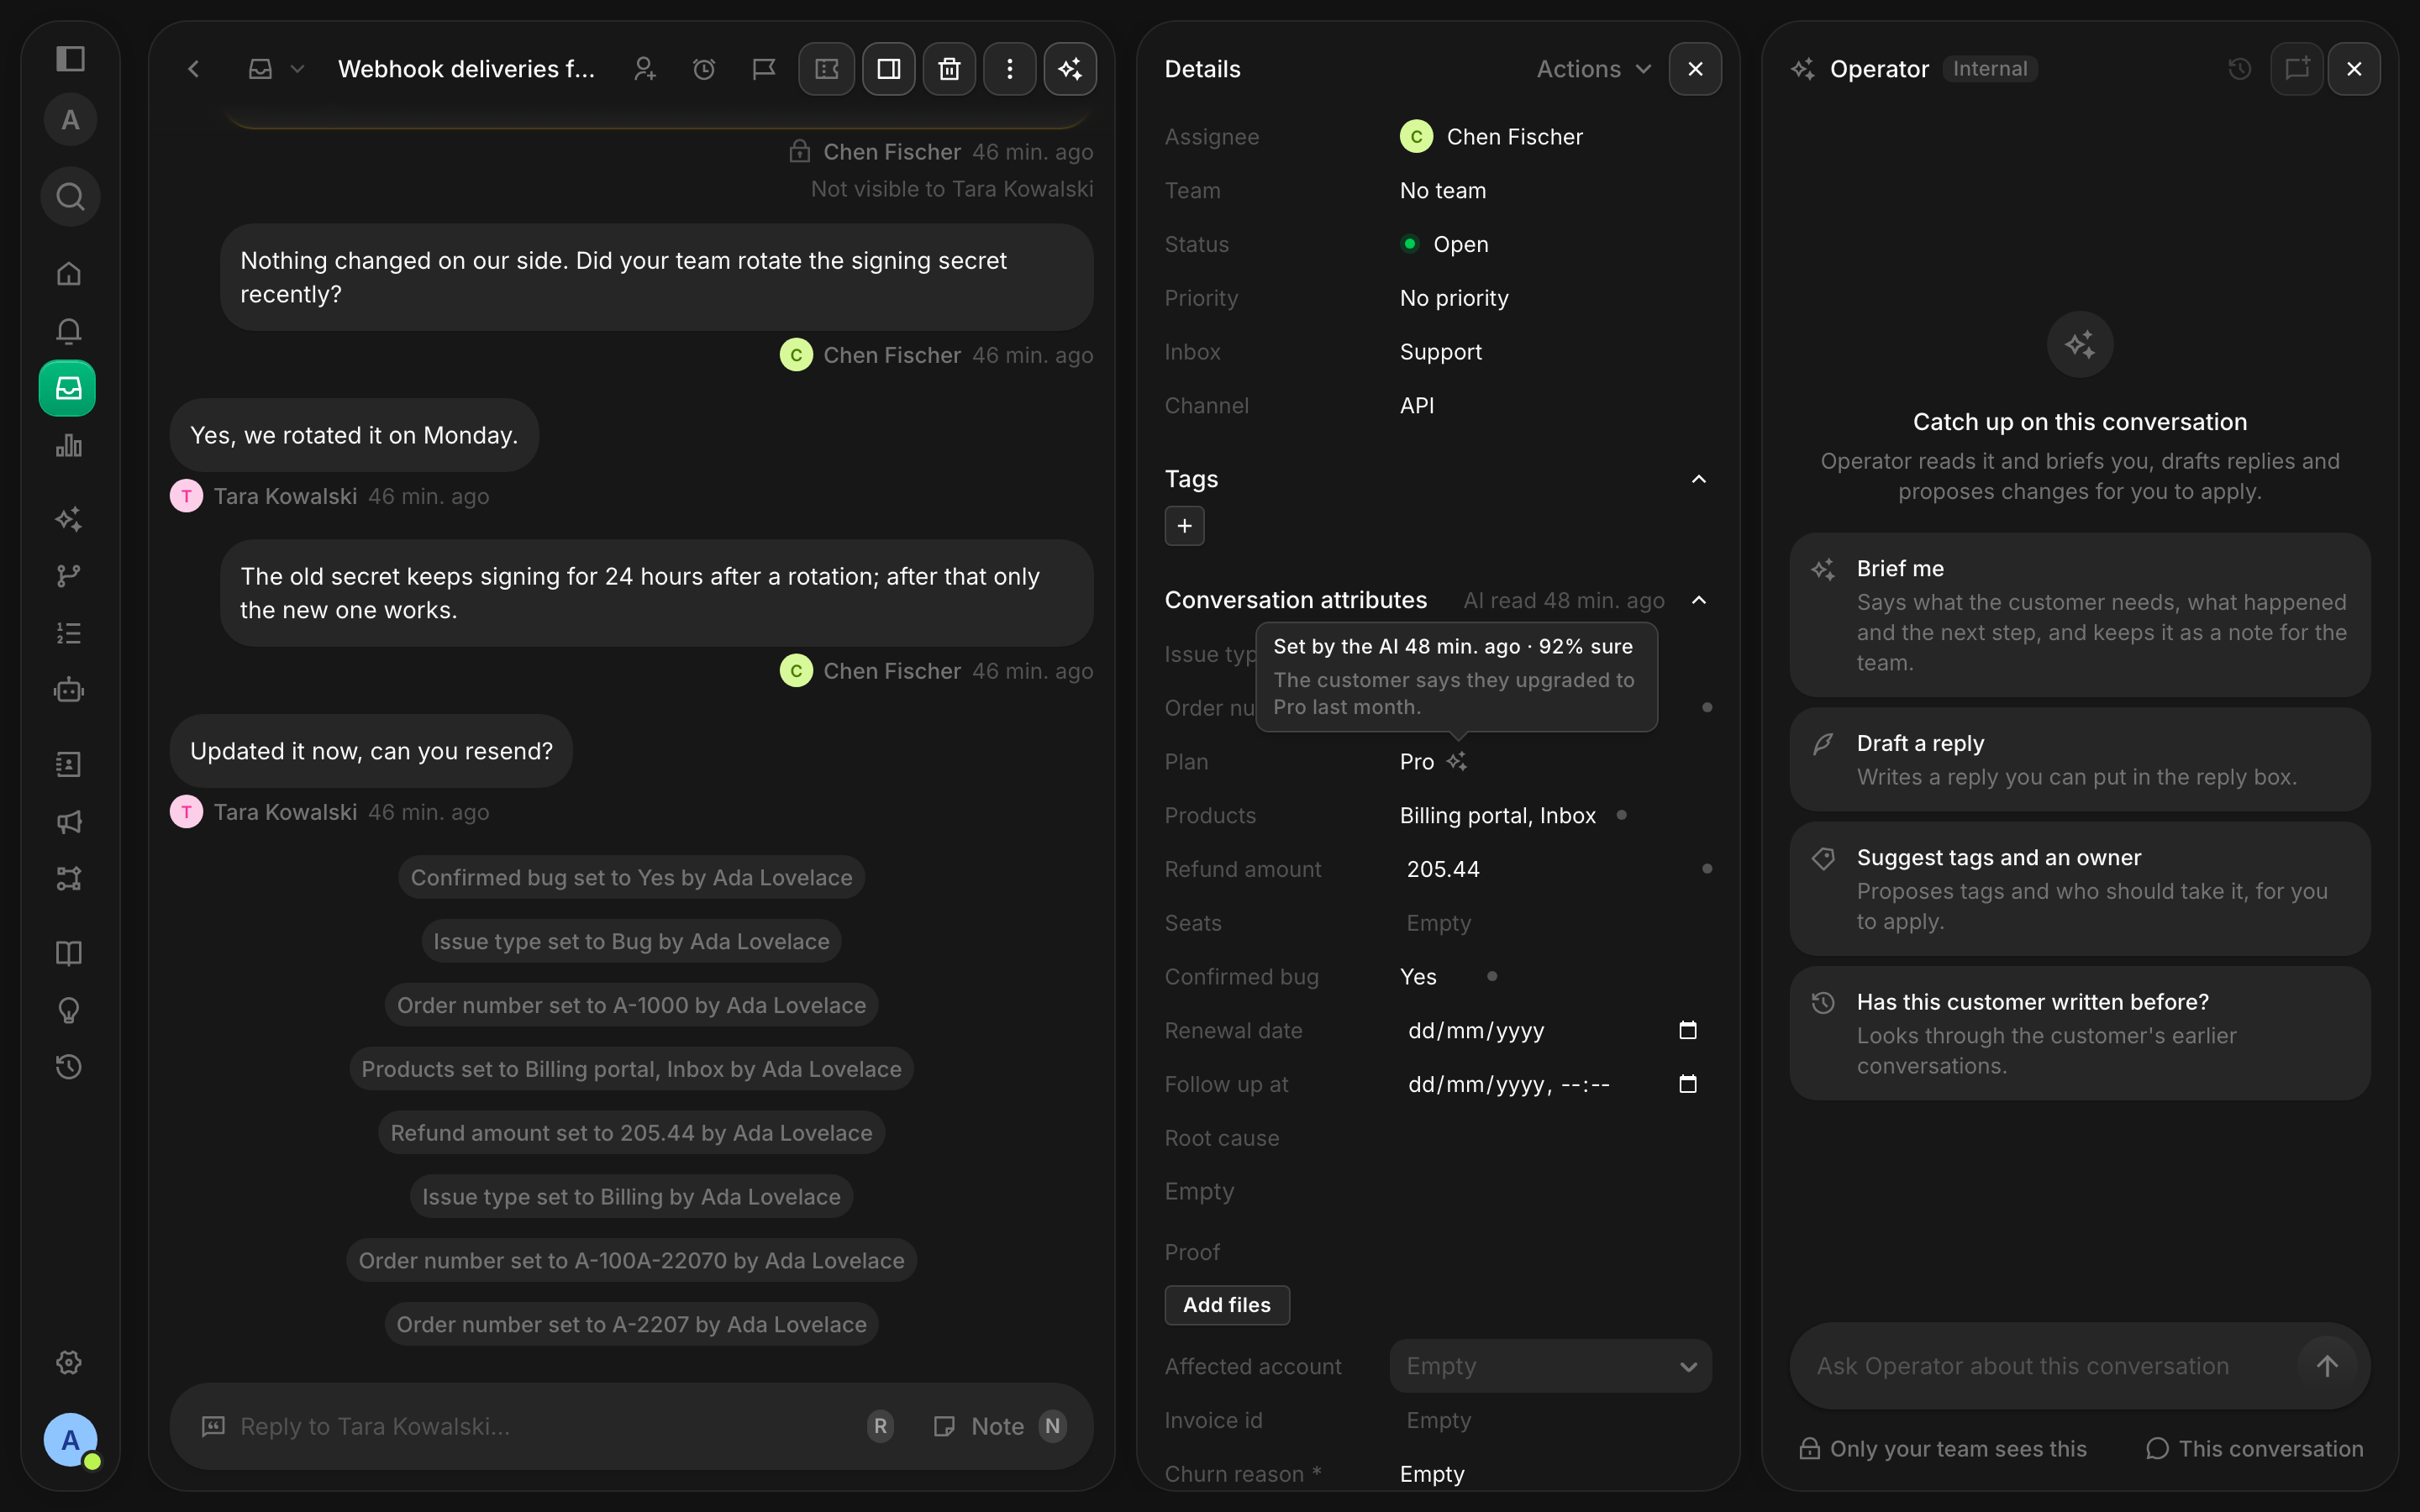 A
A
Webhook deliveries f...
Chen Fischer 46 min. ago
Not visible to Tara Kowalski
Nothing changed on our side. Did your team rotate the signing secret
recently?
C Chen Fischer 46 min. ago
Yes, we rotated it on Monday.
T Tara Kowalski 46 min. ago
The old secret keeps signing for 24 hours after a rotation; after that only
the new one works.
C Chen Fischer 46 min. ago
Updated it now, can you resend?
T Tara Kowalski 46 min. ago
Confirmed bug set to Yes by Ada Lovelace
Issue type set to Bug by Ada Lovelace
Order number set to A-1000 by Ada Lovelace
Products set to Billing portal, Inbox by Ada Lovelace
Refund amount set to 205.44 by Ada Lovelace
Issue type set to Billing by Ada Lovelace
Order number set to A-100A-22070 by Ada Lovelace
Order number set to A-2207 by Ada Lovelace
Reply to Tara Kowalski... R Note N
Details Actions
Assignee C Chen Fischer
Team No team
Status Open
Priority No priority
Inbox Support
Channel API
Tags
Conversation attributes AI read 48 min. ago
Set by the AI 48 min. ago · 92% sure
The customer says they upgraded to
Pro last month.
Issue typ
Order nu
Plan Pro
Products Billing portal, Inbox
Refund amount 205.44
Seats Empty
Confirmed bug Yes
Renewal date dd/mm/yyyy
Follow up at dd/mm/yyyy, --:--
Root cause
Empty
Proof
Add files
Affected account Empty
Invoice id Empty
Churn reason * Empty
Operator Internal
Catch up on this conversation
Operator reads it and briefs you, drafts replies and
proposes changes for you to apply.
Brief me
Says what the customer needs, what happened
and the next step, and keeps it as a note for the
team.
Draft a reply
Writes a reply you can put in the reply box.
Suggest tags and an owner
Proposes tags and who should take it, for you
to apply.
Has this customer written before?
Looks through the customer's earlier
conversations.
Ask Operator about this conversation
Only your team sees this This conversation